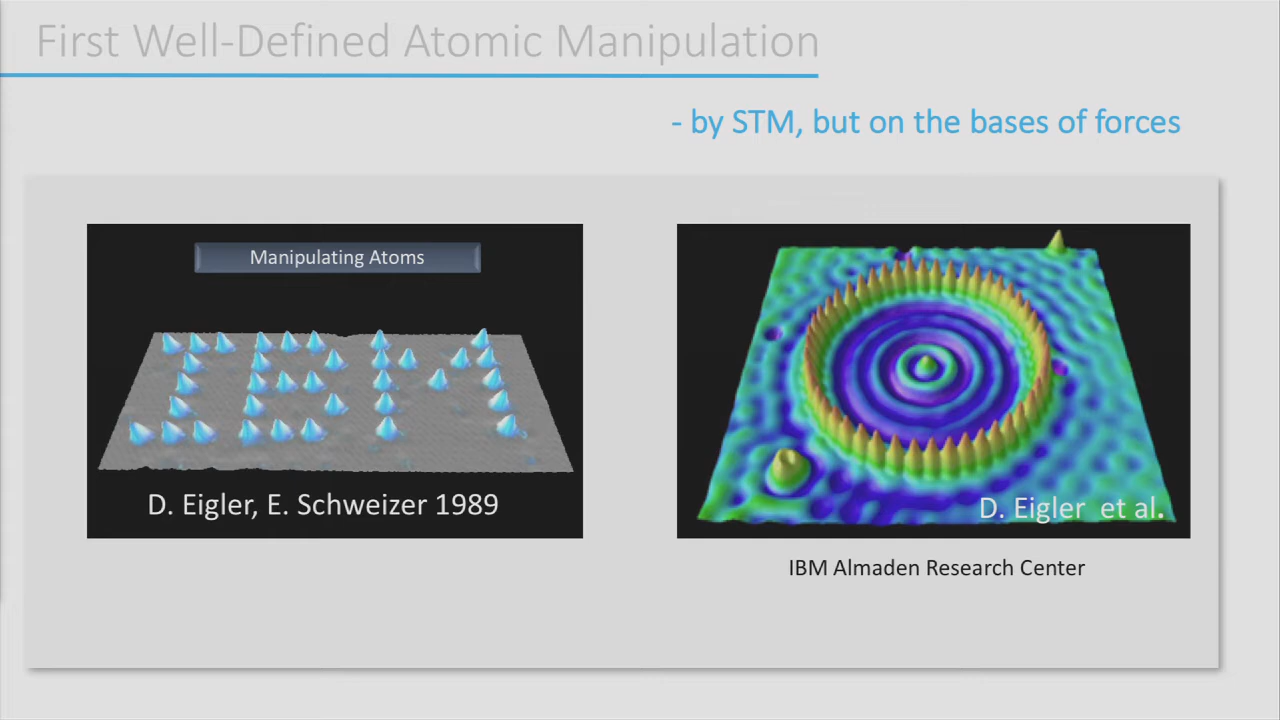 First Well-Defined Atomic Manipulation
- by STM, but on the bases of forces
Manipulating Atoms
IBM
D. Eigler, E. Schweizer 1989
D. Eigler et al.
IBM Almaden Research Center